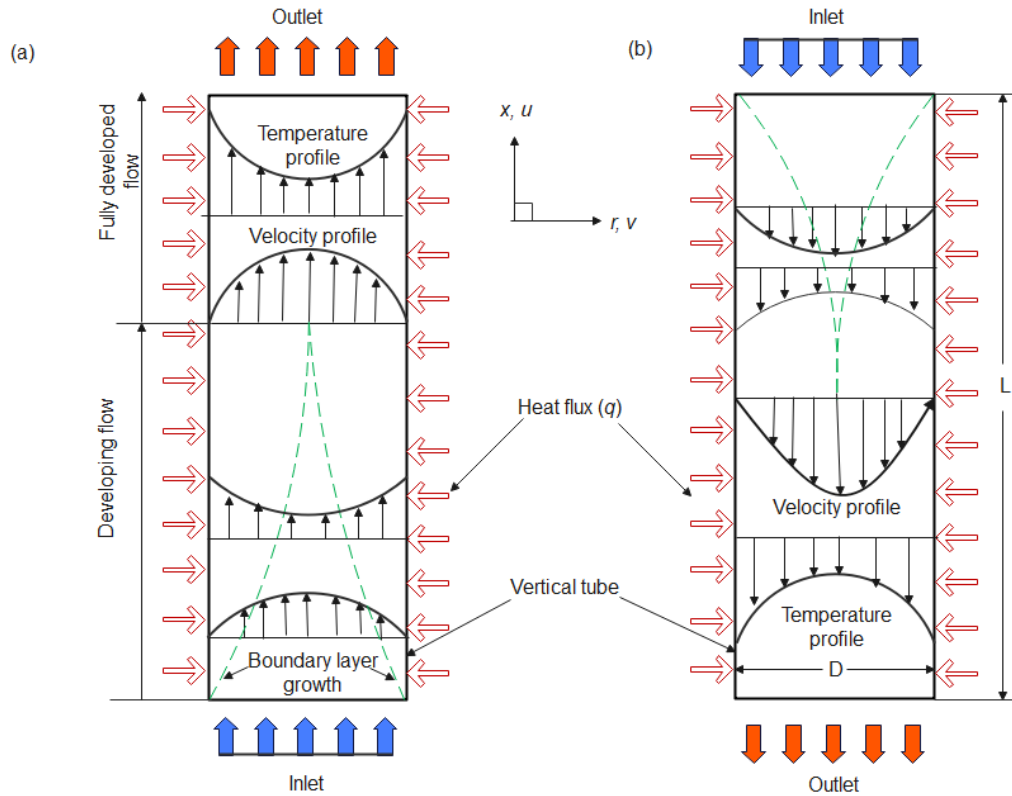 Outlet
(a)
Fully developed
flow
Temperature
profile
Velocity profile
Developing flow
Boundary layer
growth
Inlet
x, u
r, v
Heat flux (q)
Vertical tube
Inlet
(b)
L
Velocity profile
Temperature
profile
D
Outlet